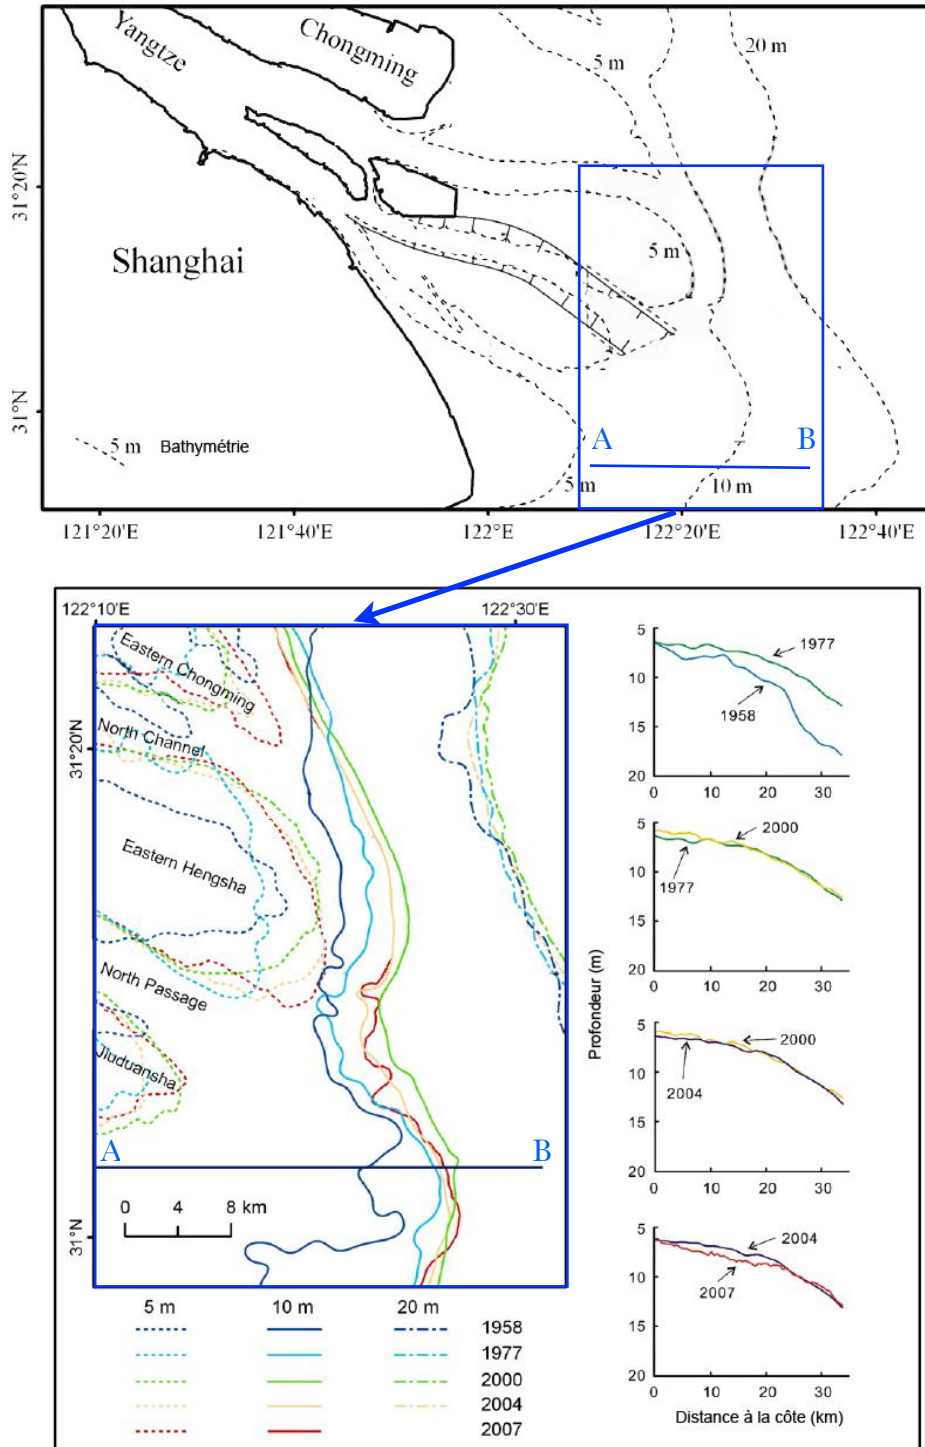 Yangtze
Chongming
5 m
20 m
31°20'N
Shanghai
5 m
31°N
A
B
5 m
Bathymétrie
5 m
10 m
121°20'E
121°40'E
122°0'E
122°20'E
122°40'E
122°10'E
122°30'E
Eastern Chongming
North Channel
31°20'N
Eastern Hengsha
North Passage
Jiuduansha
A
B
0 4 8 km
31°N
5 m 10 m 20 m
1958
1977
2000
2004
2007
5
10
15
20
1977
1958
0 10 20 30
5
10
15
20
2000
1977
0 10 20 30
Profondeur (m)
5
10
15
20
2000
2004
0 10 20 30
5
10
15
20
2004
2007
0 10 20 30
Distance à la côte (km)